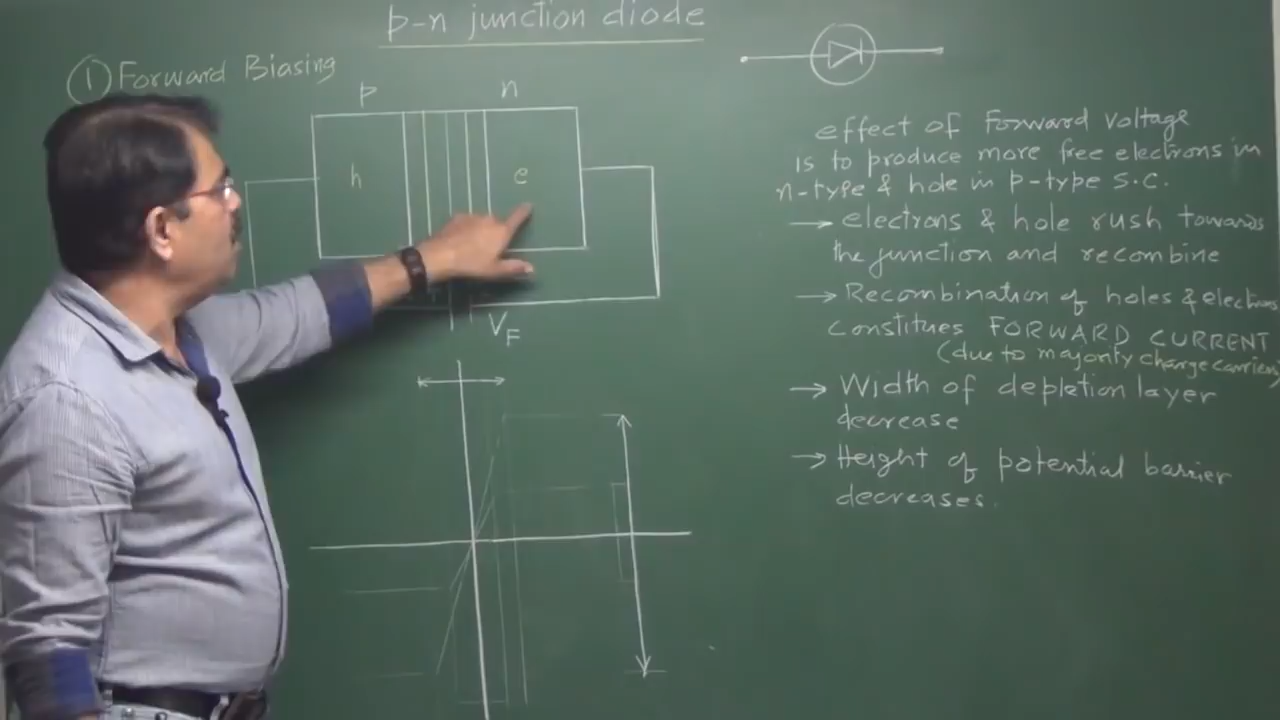 p-n junction diode
① Forward Biasing
p n
h e
VF
effect of Forward Voltage
is to produce more free electrons in
n-type & hole in p-type S.C.
→ electrons & hole rush towards
the junction and recombine
→ Recombination of holes & electrons
constitues FORWARD CURRENT
(due to majority charge carriers)
→ Width of depletion layer
decrease
→ Height of potential barrier
decreases.